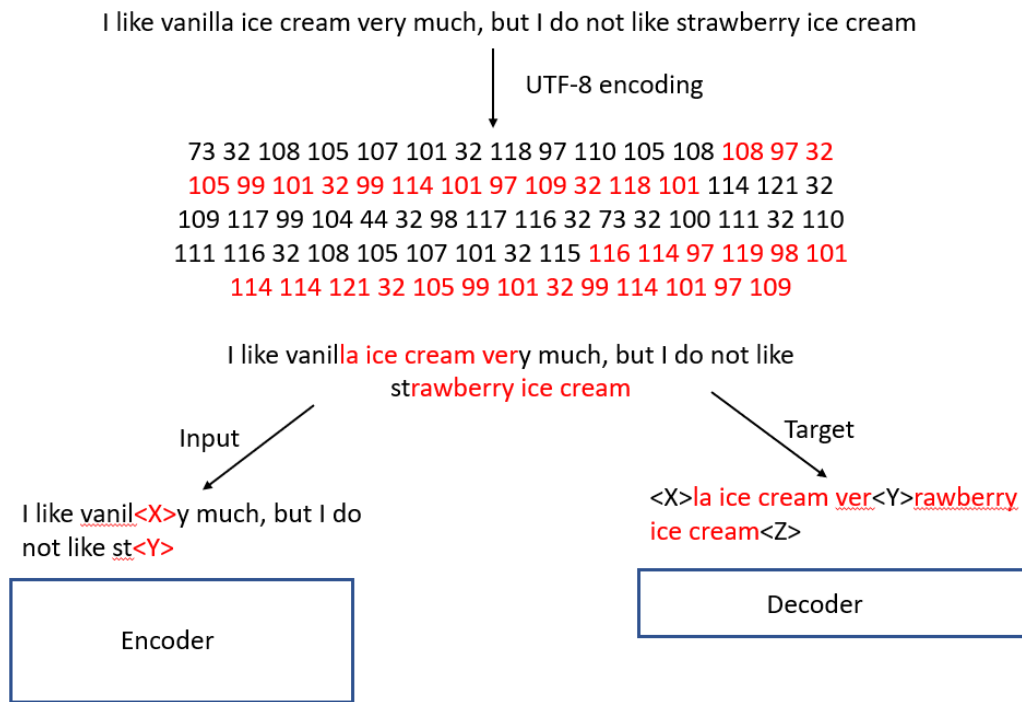 I like vanilla ice cream very much, but I do not like strawberry ice cream
UTF-8 encoding
73 32 108 105 107 101 32 118 97 110 105 108 108 97 32
105 99 101 32 99 114 101 97 109 32 118 101 114 121 32
109 117 99 104 44 32 98 117 116 32 73 32 100 111 32 110
111 116 32 108 105 107 101 32 115 116 114 97 119 98 101
114 114 121 32 105 99 101 32 99 114 101 97 109
I like vanilla ice cream very much, but I do not like
strawberry ice cream
Input
Target
I like vanil<X>y much, but I do
not like st<Y>
<X>la ice cream ver<Y>rawberry
ice cream<Z>
Encoder
Decoder